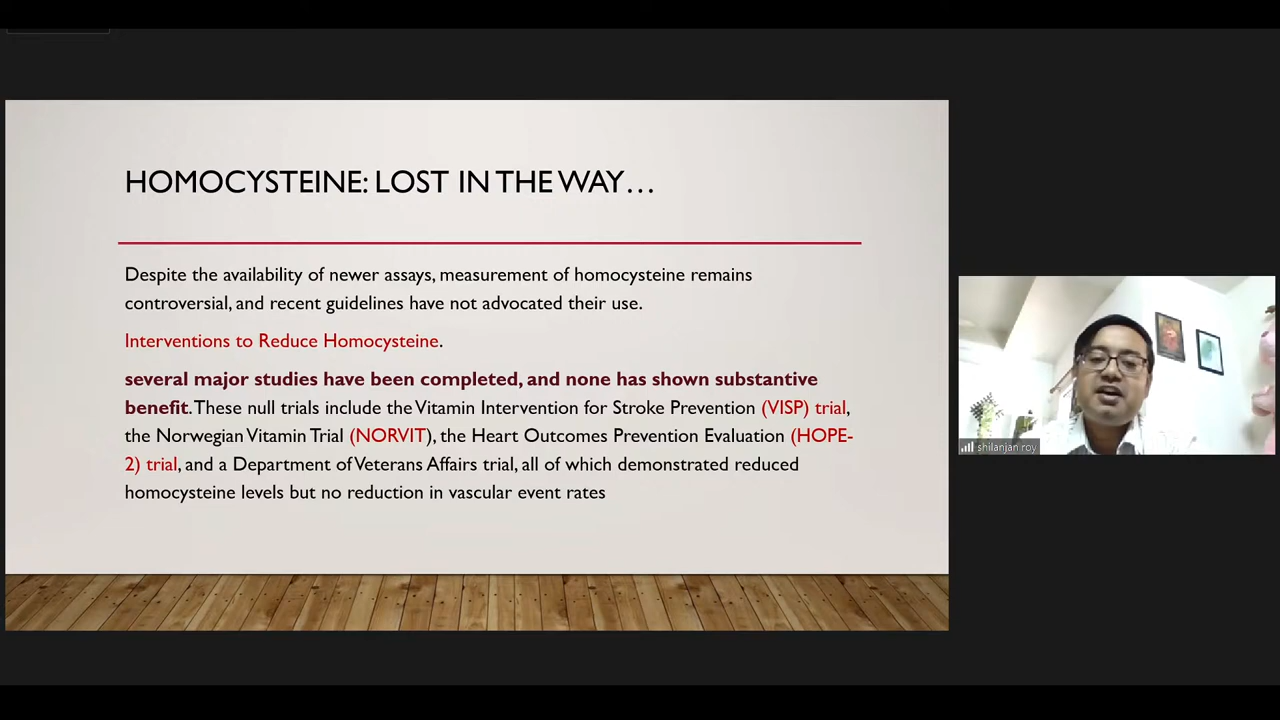 HOMOCYSTEINE: LOST IN THE WAY…
Despite the availability of newer assays, measurement of homocysteine remains
controversial, and recent guidelines have not advocated their use.
Interventions to Reduce Homocysteine.
several major studies have been completed, and none has shown substantive
benefit. These null trials include the Vitamin Intervention for Stroke Prevention (VISP) trial,
the Norwegian Vitamin Trial (NORVIT), the Heart Outcomes Prevention Evaluation (HOPE-
2) trial, and a Department of Veterans Affairs trial, all of which demonstrated reduced
homocysteine levels but no reduction in vascular event rates
shilanjan roy